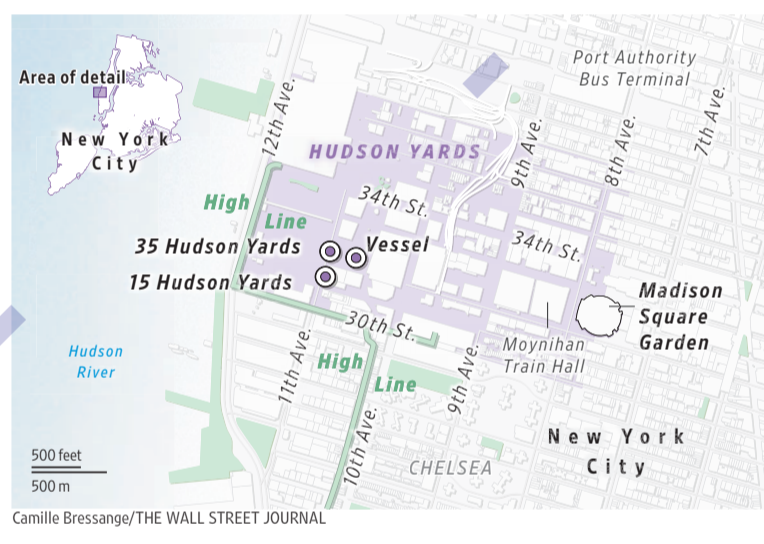 Port Authority
Bus Terminal
Area of detail
New York
City
12th Ave.
HUDSON YARDS
9th Ave.
8th Ave.
7th Ave.
High
Line
34th St.
34th St.
35 Hudson Yards
Vessel
15 Hudson Yards
Madison
Square
Garden
30th St.
Moynihan
Train Hall
Hudson
River
11th Ave.
High
Line
9th Ave.
10th Ave.
New York
City
CHELSEA
500 feet
500 m
Camille Bressange/THE WALL STREET JOURNAL